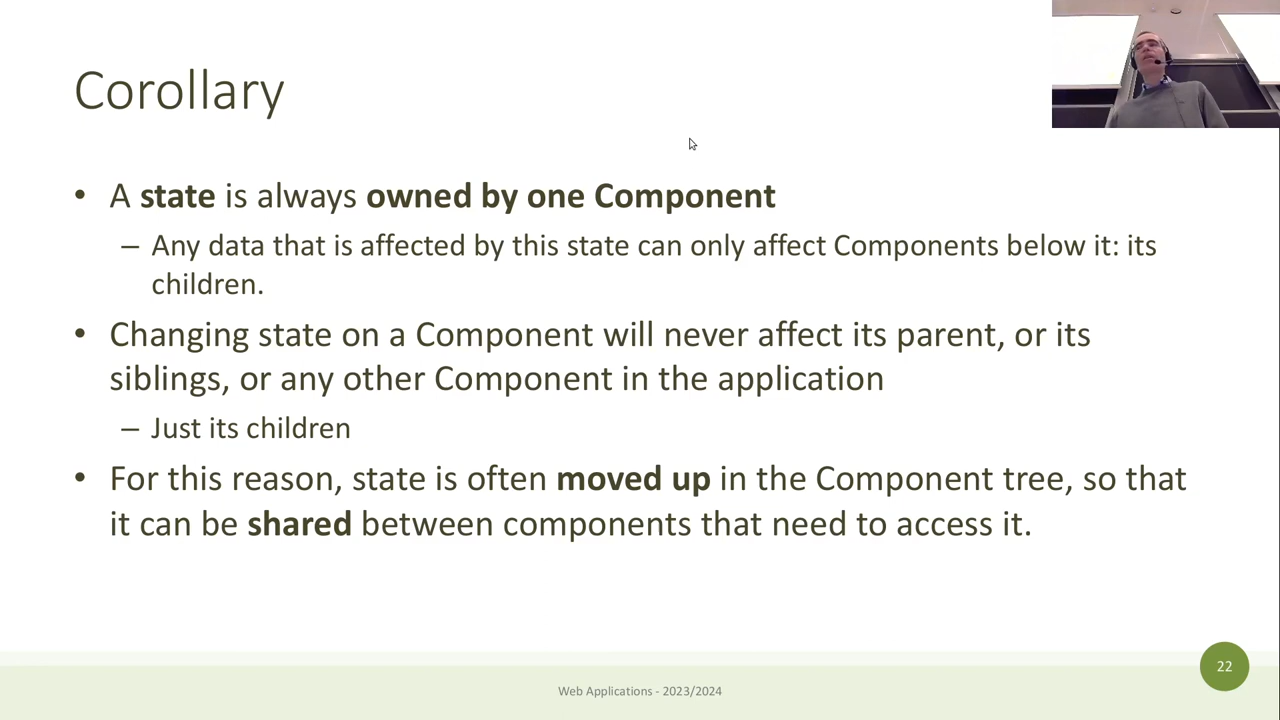 Corollary
• A state is always owned by one Component
– Any data that is affected by this state can only affect Components below it: its
children.
• Changing state on a Component will never affect its parent, or its
siblings, or any other Component in the application
– Just its children
• For this reason, state is often moved up in the Component tree, so that
it can be shared between components that need to access it.
22
Web Applications - 2023/2024